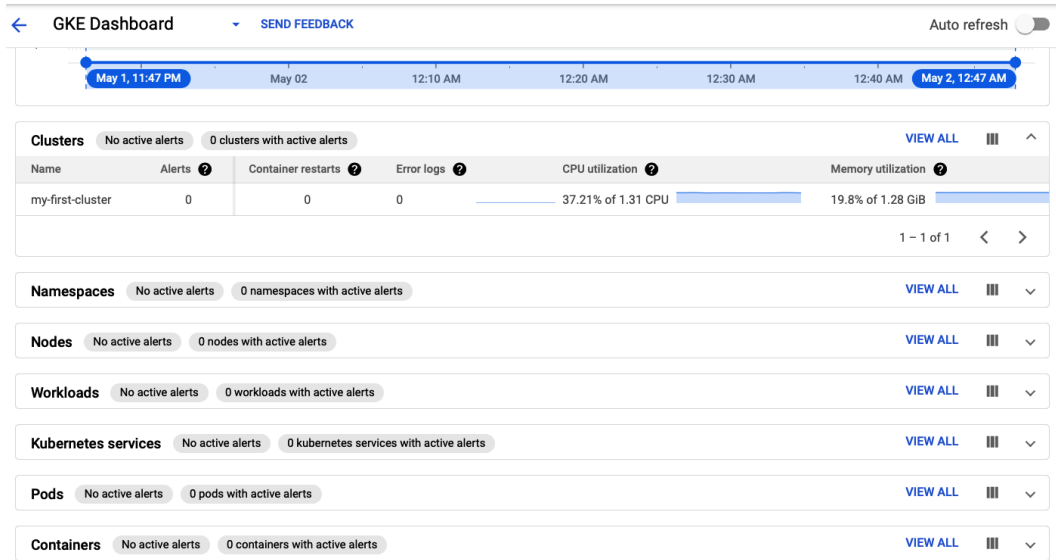 GKE Dashboard SEND FEEDBACK Auto refresh
May 1, 11:47 PM May 02 12:10 AM 12:20 AM 12:30 AM 12:40 AM May 2, 12:47 AM
Clusters No active alerts 0 clusters with active alerts VIEW ALL
Name Alerts ? Container restarts ? Error logs ? CPU utilization ? Memory utilization ?
my-first-cluster 0 0 0 37.21% of 1.31 CPU 19.8% of 1.28 GiB
1 – 1 of 1
Namespaces No active alerts 0 namespaces with active alerts VIEW ALL
Nodes No active alerts 0 nodes with active alerts VIEW ALL
Workloads No active alerts 0 workloads with active alerts VIEW ALL
Kubernetes services No active alerts 0 kubernetes services with active alerts VIEW ALL
Pods No active alerts 0 pods with active alerts VIEW ALL
Containers No active alerts 0 containers with active alerts VIEW ALL